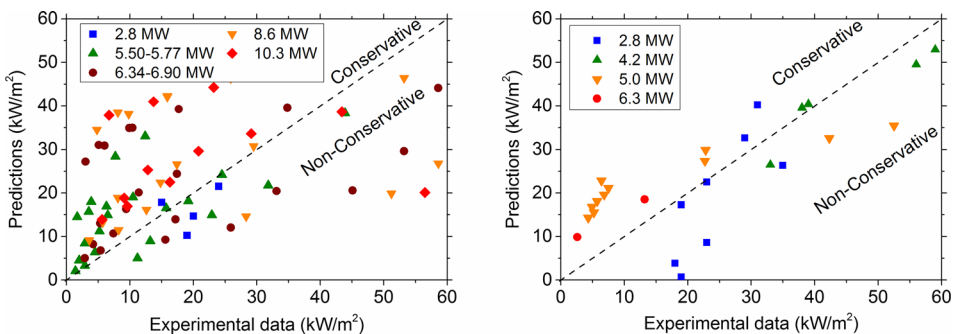 60
50
40
30
20
10
0
Predictions (kW/m²)
2.8 MW
8.6 MW
5.50-5.77 MW
10.3 MW
6.34-6.90 MW
Conservative
Non-Conservative
0 10 20 30 40 50 60
Experimental data (kW/m²)
60
50
40
30
20
10
0
Predictions (kW/m²)
2.8 MW
4.2 MW
5.0 MW
6.3 MW
Conservative
Non-Conservative
0 10 20 30 40 50 60
Experimental data (kW/m²)